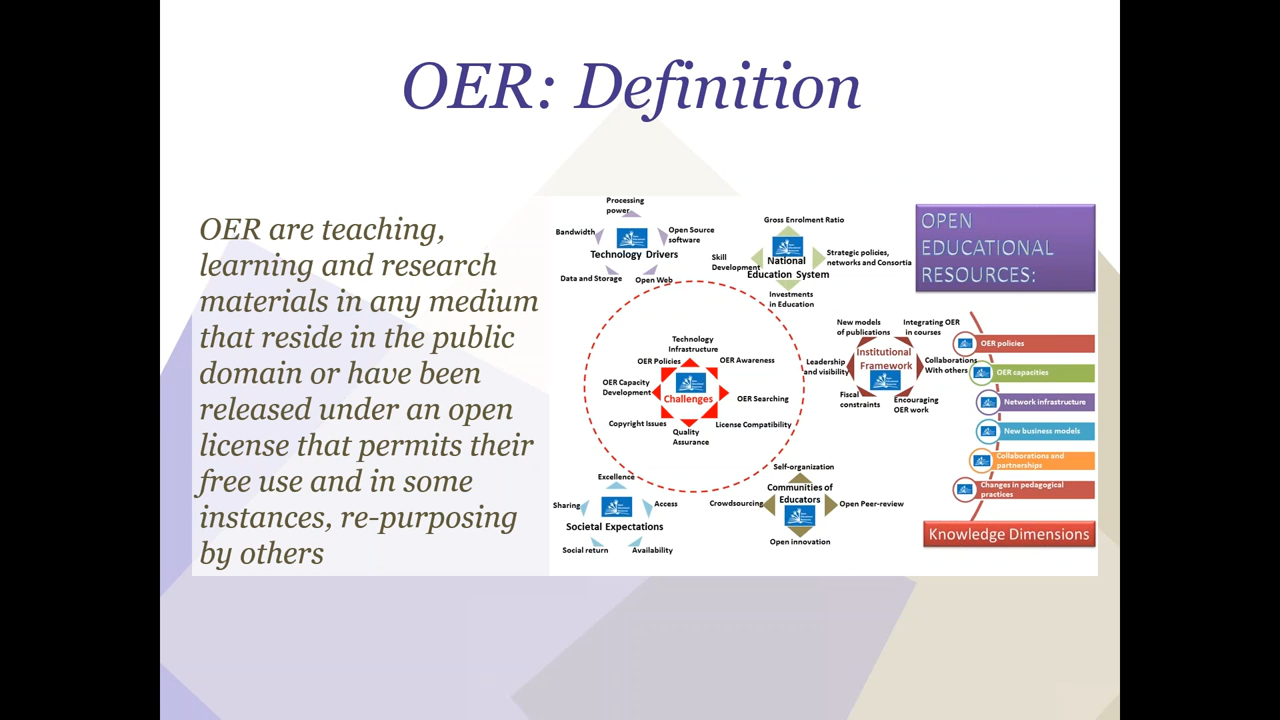 OER: Definition
OER are teaching,
learning and research
materials in any medium
that reside in the public
domain or have been
released under an open
license that permits their
free use and in some
instances, re-purposing
by others
Processing
power
Bandwidth
Open Source
software
Technology Drivers
Data and Storage
Open Web
Gross Enrolment Ratio
Skill
Development
Strategic policies,
networks and Consortia
National
Education System
Investments
in Education
OPEN
EDUCATIONAL
RESOURCES:
Technology
Infrastructure
OER Policies
OER Awareness
OER Capacity
Development
Challenges
OER Searching
Copyright Issues
License Compatibility
Quality
Assurance
New models
of publications
Integrating OER
in courses
Leadership
and visibility
Institutional
Framework
Collaborations
With others
Fiscal
constraints
Encouraging
OER work
OER policies
OER capacities
Network infrastructure
New business models
Collaborations and
partnerships
Changes in pedagogical
practices
Knowledge Dimensions
Excellence
Sharing
Access
Societal Expectations
Social return
Availability
Self-organization
Communities of
Educators
Crowdsourcing
Open Peer-review
Open innovation